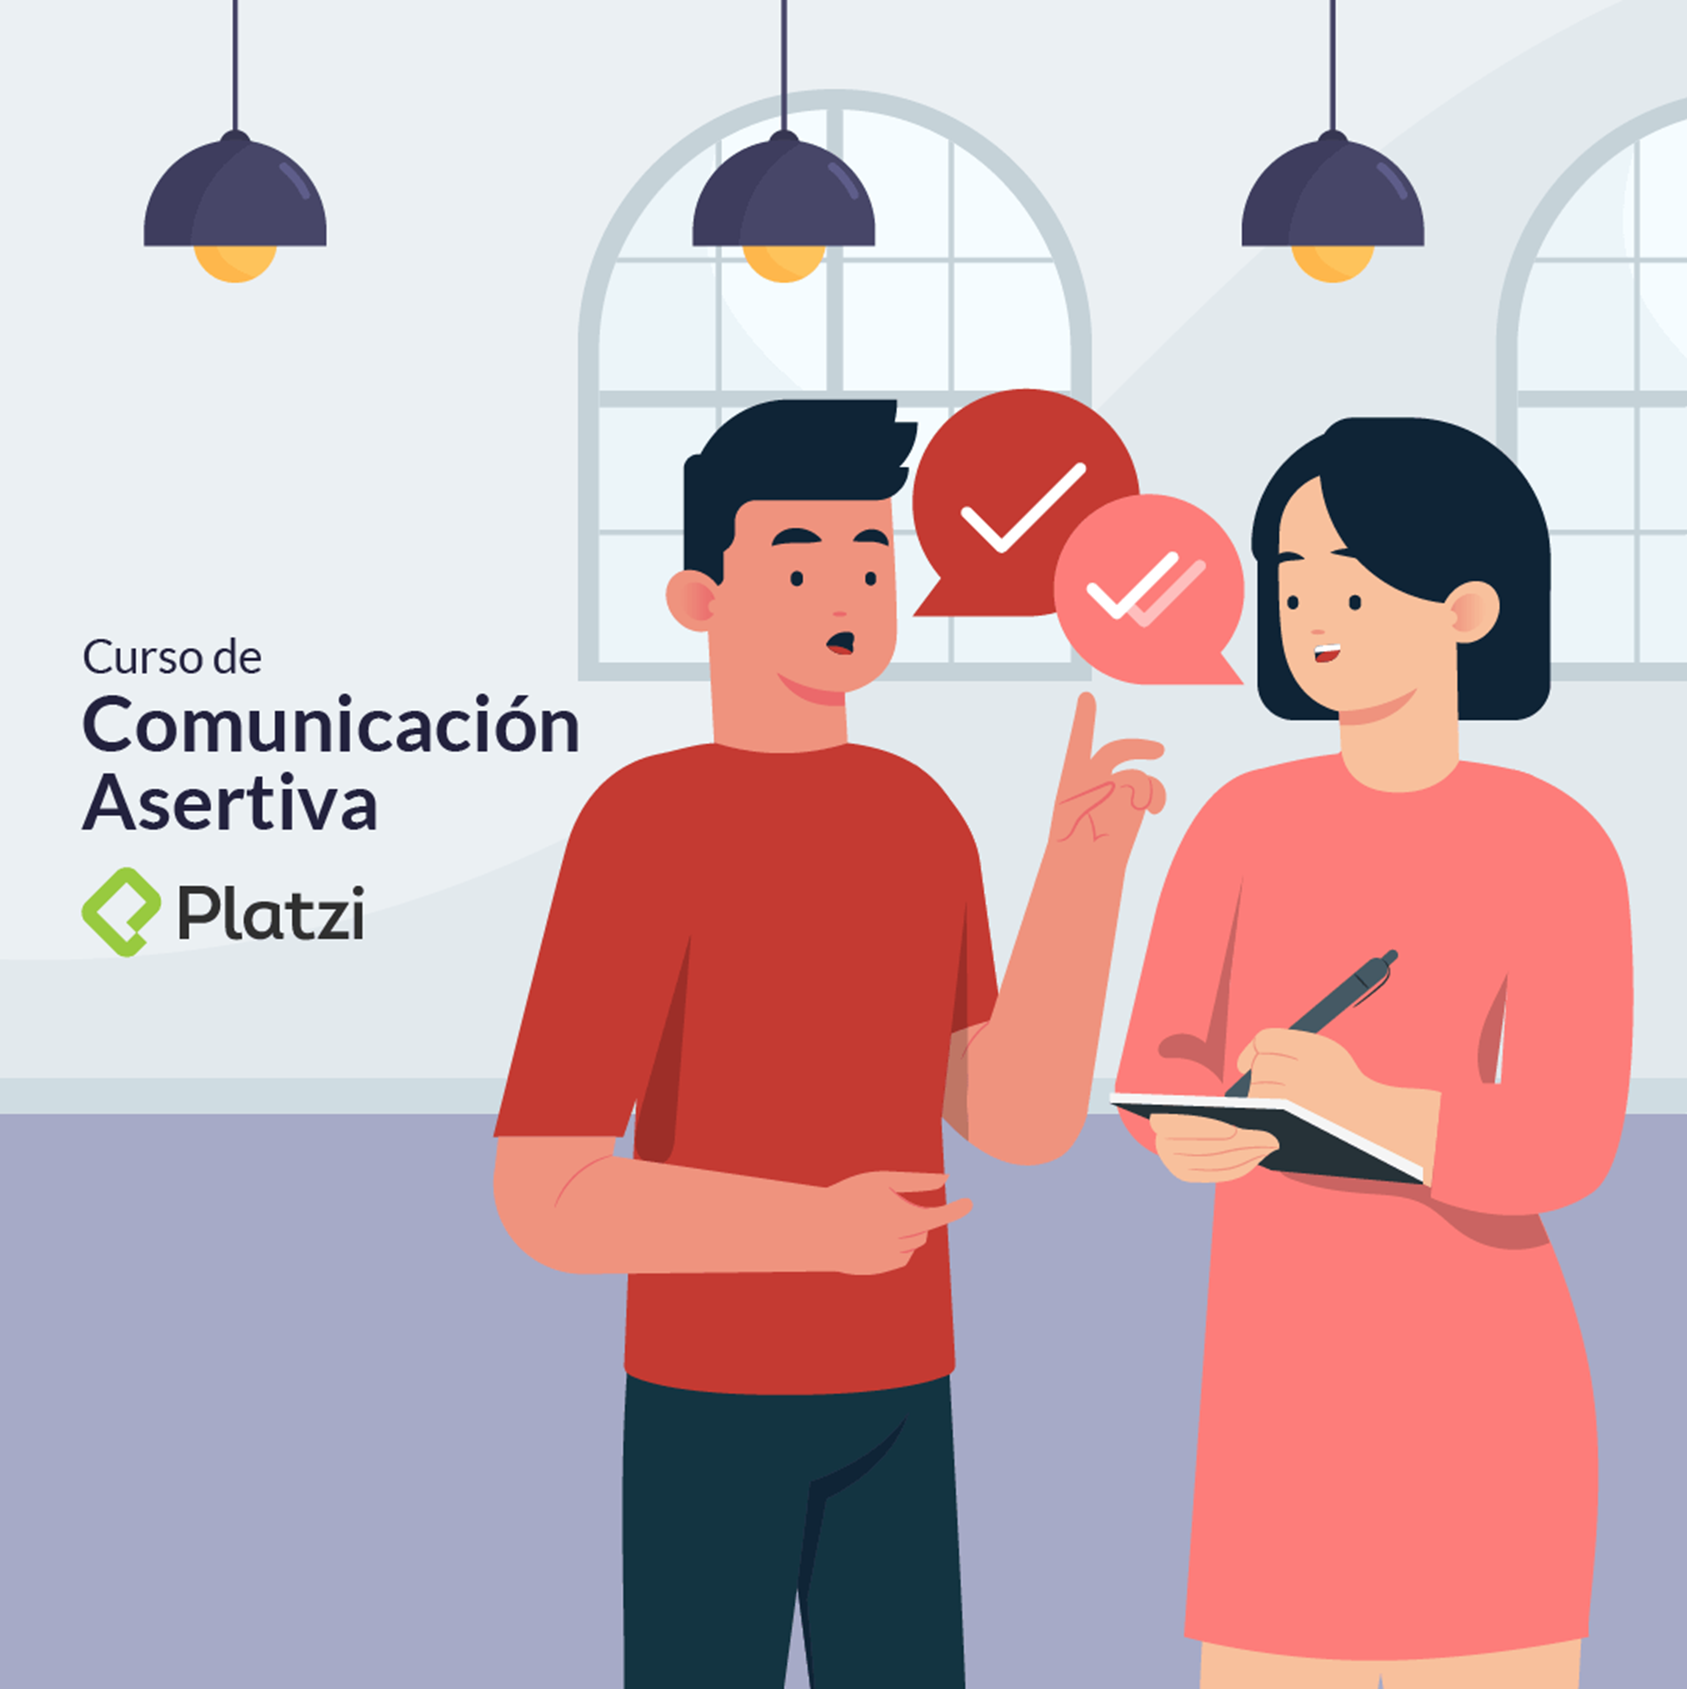 Curso de
Comunicación
Asertiva
Platzi